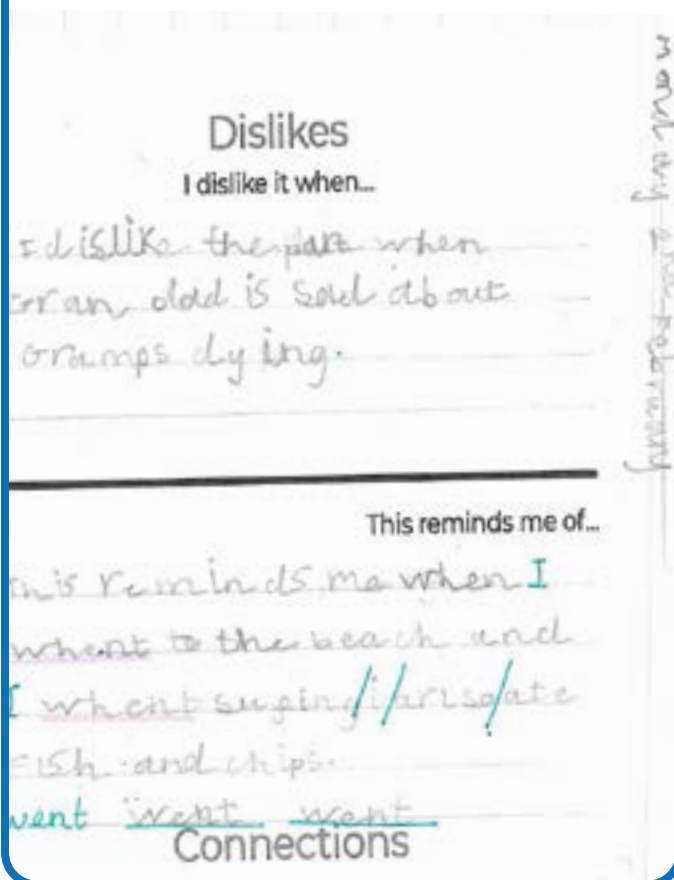 Dislikes
I dislike it when...
I dislike the part when
Gran dad is sad about
Gramps dying.
This reminds me of...
This reminds me when I
whent to the beach and
I whent suping / / / ate
Fish and chips.
went went went
Connections